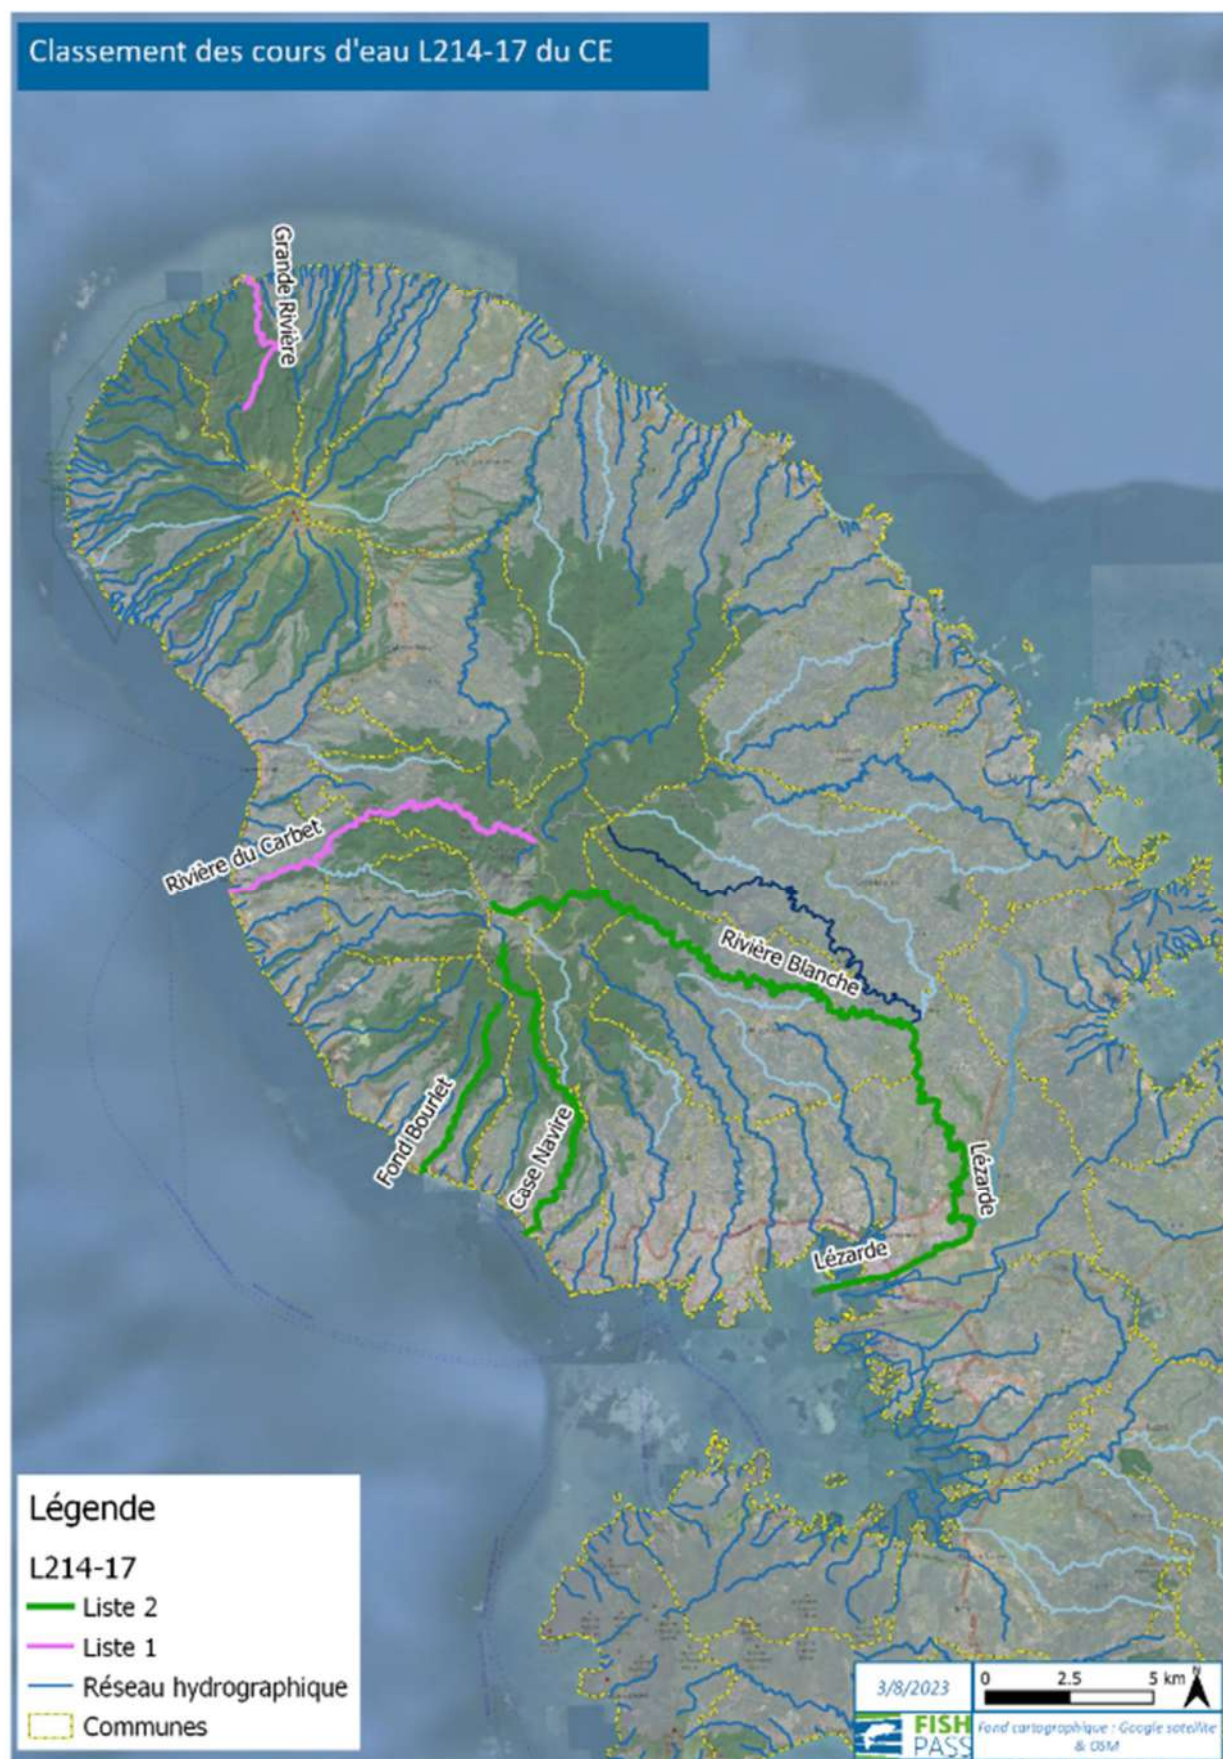 Classement des cours d'eau L214-17 du CE
Grande Rivière
Rivière du Carbet
Rivière Blanche
Fond Bourlet
Case Navire
Lézarde
Lézarde
Légende
L214-17
Liste 2
Liste 1
Réseau hydrographique
Communes
3/8/2023
0 2.5 5 km
N
FISH
PASS
Fond cartographique : Google satellite
& OSM